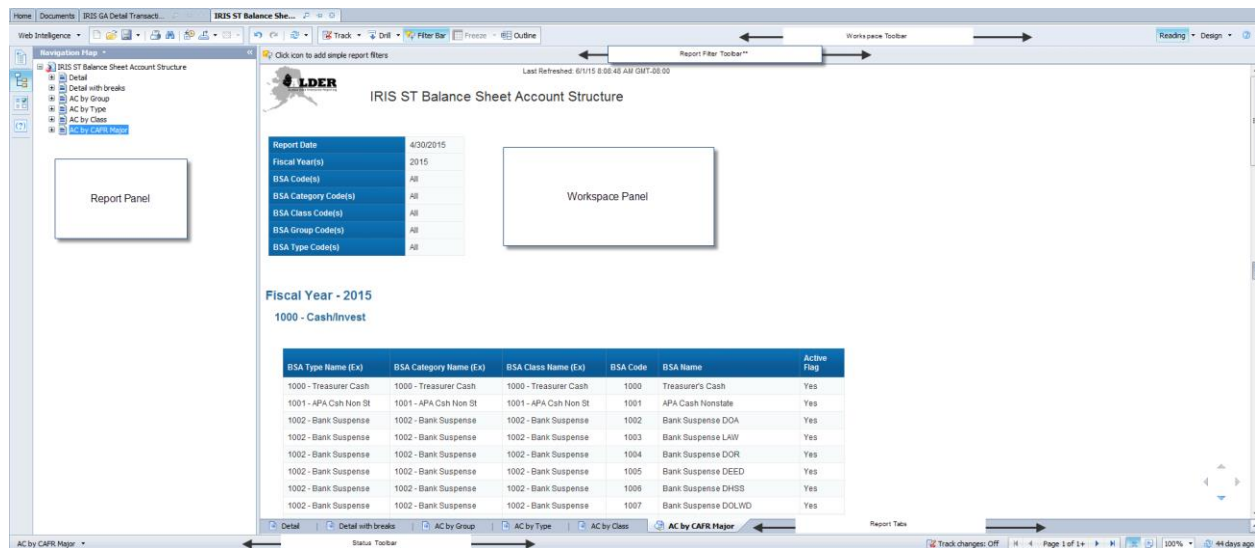 Home Documents IRIS GA Detail Transacti... IRIS ST Balance She...
Web Intelligence Track Drill Filter Bar Freeze Outline Workspace Toolbar Reading Design
Navigation Map Click icon to add simple report filters Report Filter Toolbar**
IRIS ST Balance Sheet Account Structure
Detail
Detail with breaks
AC by Group
AC by Type
AC by Class
AC by CAFR Major
Report Panel
Last Refreshed: 6/1/15 8:08:48 AM GMT-08:00
ALDER
IRIS ST Balance Sheet Account Structure
Report Date 4/30/2015
Fiscal Year(s) 2015
BSA Code(s) All
BSA Category Code(s) All
BSA Class Code(s) All
BSA Group Code(s) All
BSA Type Code(s) All
Workspace Panel
Fiscal Year - 2015
1000 - Cash/Invest
BSA Type Name (Ex) BSA Category Name (Ex) BSA Class Name (Ex) BSA Code BSA Name Active Flag
1000 - Treasurer Cash 1000 - Treasurer Cash 1000 - Treasurer Cash 1000 Treasurer's Cash Yes
1001 - APA Csh Non St 1001 - APA Csh Non St 1001 - APA Csh Non St 1001 APA Cash Nonstate Yes
1002 - Bank Suspense 1002 - Bank Suspense 1002 - Bank Suspense 1002 Bank Suspense DOA Yes
1002 - Bank Suspense 1002 - Bank Suspense 1002 - Bank Suspense 1003 Bank Suspense LAW Yes
1002 - Bank Suspense 1002 - Bank Suspense 1002 - Bank Suspense 1004 Bank Suspense DOR Yes
1002 - Bank Suspense 1002 - Bank Suspense 1002 - Bank Suspense 1005 Bank Suspense DEED Yes
1002 - Bank Suspense 1002 - Bank Suspense 1002 - Bank Suspense 1006 Bank Suspense DHSS Yes
1002 - Bank Suspense 1002 - Bank Suspense 1002 - Bank Suspense 1007 Bank Suspense DOLWD Yes
Detail Detail with breaks AC by Group AC by Type AC by Class AC by CAFR Major Report Tabs
AC by CAFR Major Status Toolbar Track changes: Off Page 1 of 1+ 100% 44 days ago